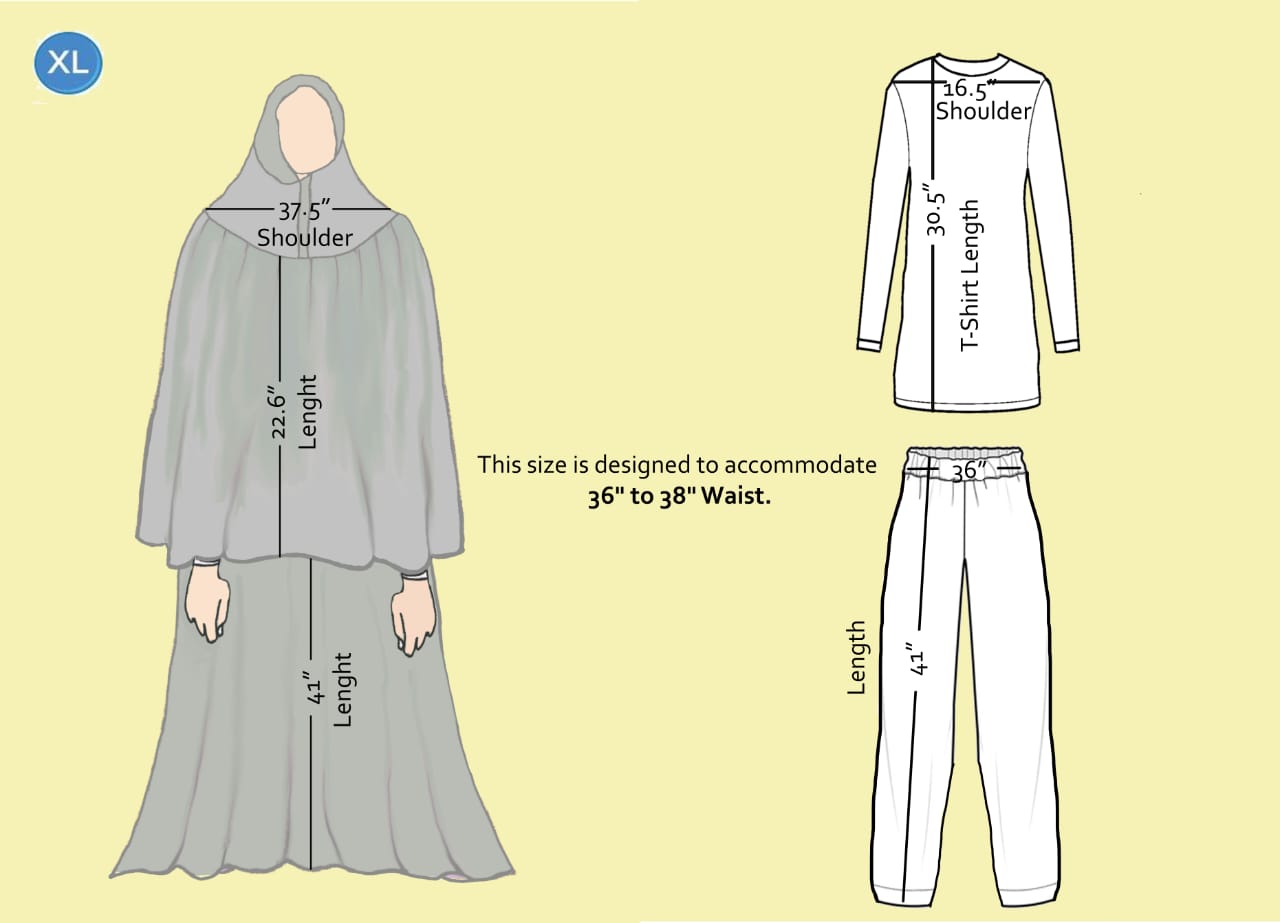 XL
37.5”
Shoulder
22.6”
Lenght
41”
Lenght
This size is designed to accommodate
36" to 38" Waist.
16.5”
Shoulder
30.5”
T-Shirt Length
36”
41”
Length